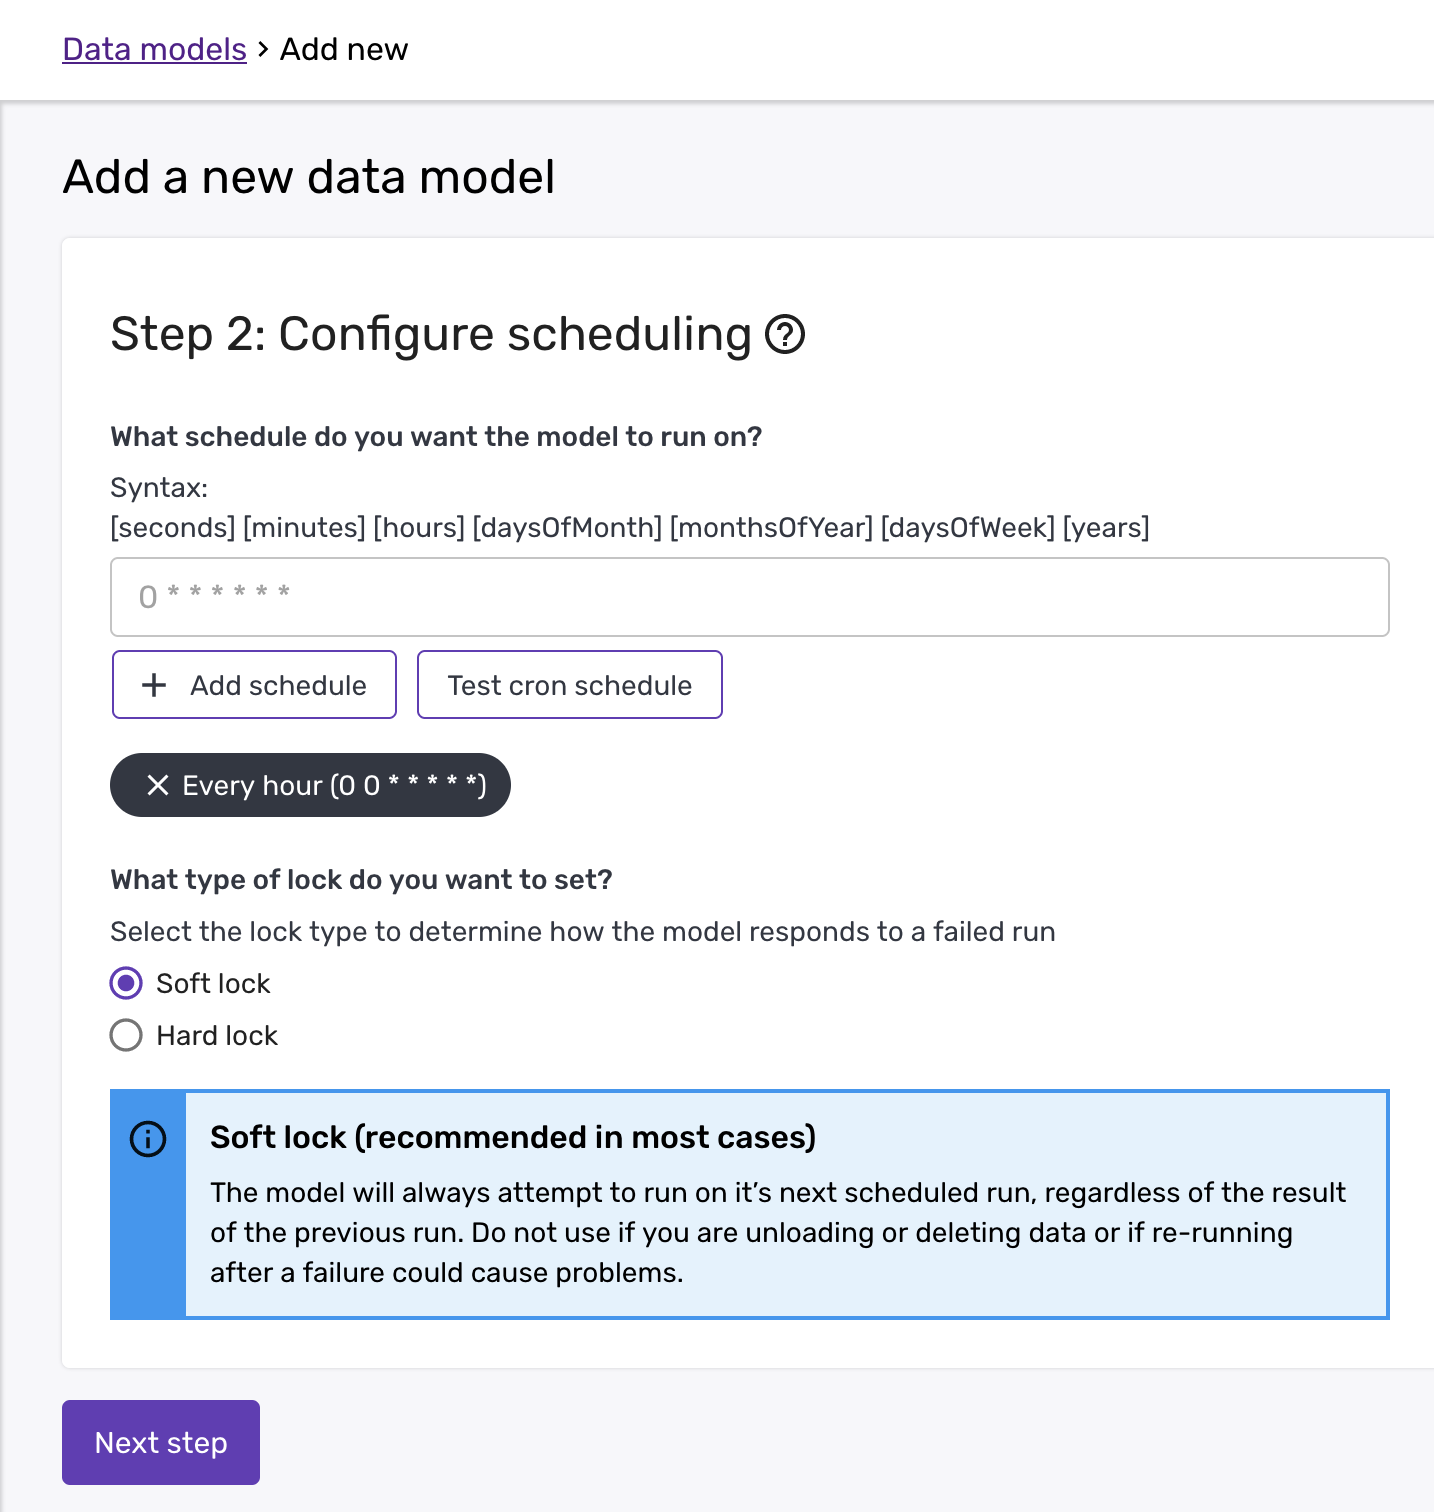 Data models > Add new
Add a new data model
Step 2: Configure scheduling
What schedule do you want the model to run on?
Syntax:
[seconds] [minutes] [hours] [daysOfMonth] [monthsOfYear] [daysOfWeek] [years]
0 * * * * * *
+ Add schedule Test cron schedule
Every hour (0 0 * * * * *)
What type of lock do you want to set?
Select the lock type to determine how the model responds to a failed run
Soft lock
Hard lock
Soft lock (recommended in most cases)
The model will always attempt to run on it’s next scheduled run, regardless of the result
of the previous run. Do not use if you are unloading or deleting data or if re-running
after a failure could cause problems.
Next step